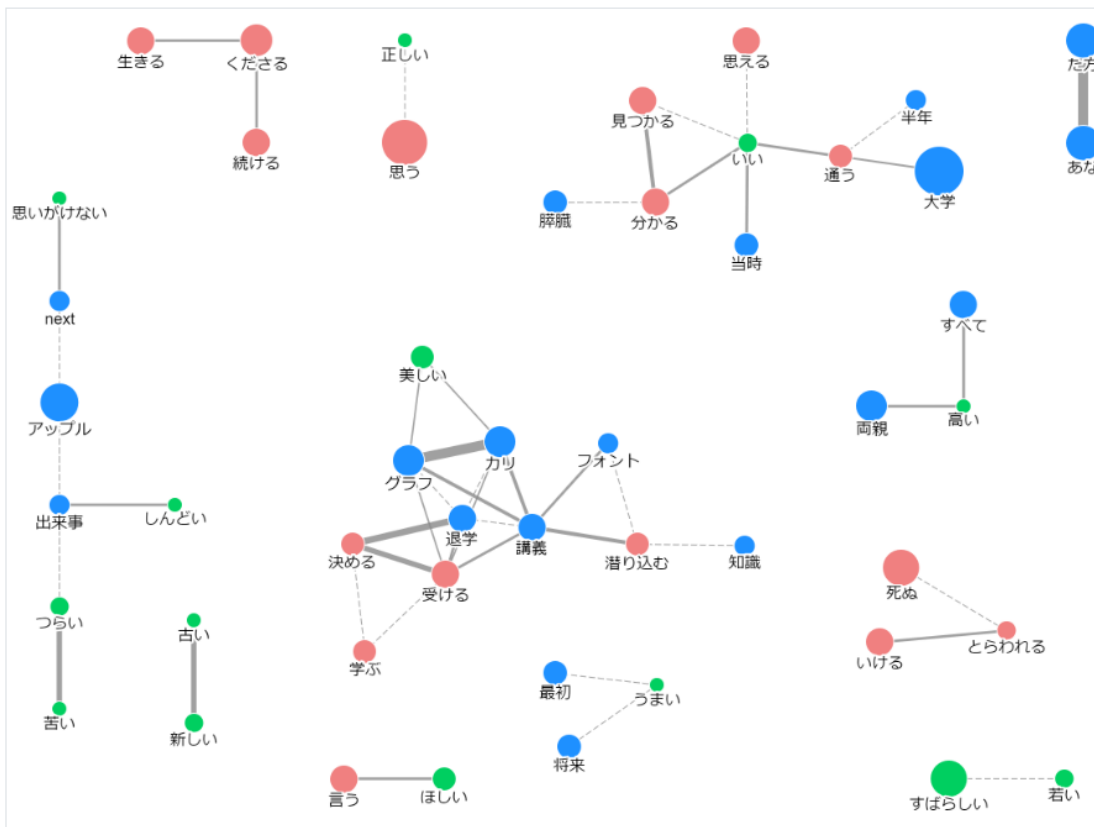 生きる
くださる
正しい
思える
た方
見つかる
半年
続ける
思う
いい
通う
あな
思いがけない
膵臓
分かる
大学
当時
next
すべて
美しい
アップル
両親
高い
グラフ
カリ
フォント
出来事
しんどい
決める
退学
講義
潜り込む
知識
受ける
死ぬ
つらい
古い
学ぶ
いける
とらわれる
最初
うまい
苦い
新しい
将来
言う
ほしい
すばらしい
若い